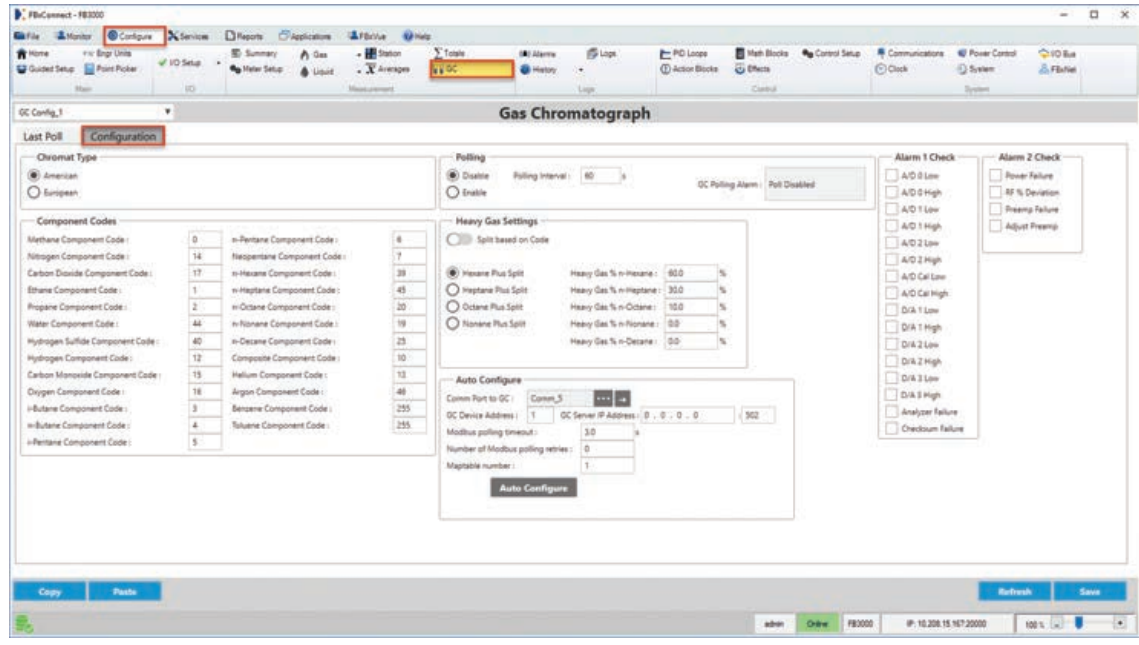 FBxConnect - FB3000
File Monitor Configure Services Reports Applications FBxVue Help
Home Engr Units I/O Setup Summary Gas Station Totals Alarms Logs PID Loops Math Blocks Control Setup Communications Power Control I/O Bus
Guided Setup Point Picker Meter Setup Liquid Averages GC History Action Blocks Effects Clock System FBxNet
Main I/O Measurement Logs Control System
GC Config_1
Gas Chromatograph
Last Poll Configuration
Chromat Type
American
European
Component Codes
Methane Component Code : 0 n-Pentane Component Code : 6
Nitrogen Component Code : 14 Neopentane Component Code : 7
Carbon Dioxide Component Code : 17 n-Hexane Component Code : 39
Ethane Component Code : 1 n-Heptane Component Code : 45
Propane Component Code : 2 n-Octane Component Code : 20
Water Component Code : 44 n-Nonane Component Code : 19
Hydrogen Sulfide Component Code : 40 n-Decane Component Code : 25
Hydrogen Component Code : 12 Composite Component Code : 10
Carbon Monoxide Component Code : 15 Helium Component Code : 13
Oxygen Component Code : 16 Argon Component Code : 46
i-Butane Component Code : 3 Benzene Component Code : 255
n-Butane Component Code : 4 Toluene Component Code : 255
i-Pentane Component Code : 5
Polling
Disable Polling Interval : 60 s
Enable
GC Polling Alarm : Poll Disabled
Heavy Gas Settings
Split based on Code
Hexane Plus Split Heavy Gas % n-Hexane : 60.0 %
Heptane Plus Split Heavy Gas % n-Heptane : 30.0 %
Octane Plus Split Heavy Gas % n-Octane : 10.0 %
Nonane Plus Split Heavy Gas % n-Nonane : 0.0 %
Heavy Gas % n-Decane : 0.0 %
Auto Configure
Comm Port to GC : Comm_5
GC Device Address : 1 GC Server IP Address : 0 . 0 . 0 . 0 : 502
Modbus polling timeout : 3.0 s
Number of Modbus polling retries : 0
Maptable number : 1
Auto Configure
Alarm 1 Check
A/D 0 Low
A/D 0 High
A/D 1 Low
A/D 1 High
A/D 2 Low
A/D 2 High
A/D Cal Low
A/D Cal High
D/A 1 Low
D/A 1 High
D/A 2 Low
D/A 2 High
D/A 3 Low
D/A 3 High
Analyzer Failure
Checksum Failure
Alarm 2 Check
Power Failure
RF % Deviation
Preamp Failure
Adjust Preamp
Copy Paste Refresh Save
admin Online FB3000 IP: 10.208.15.167:20000 100 % - +